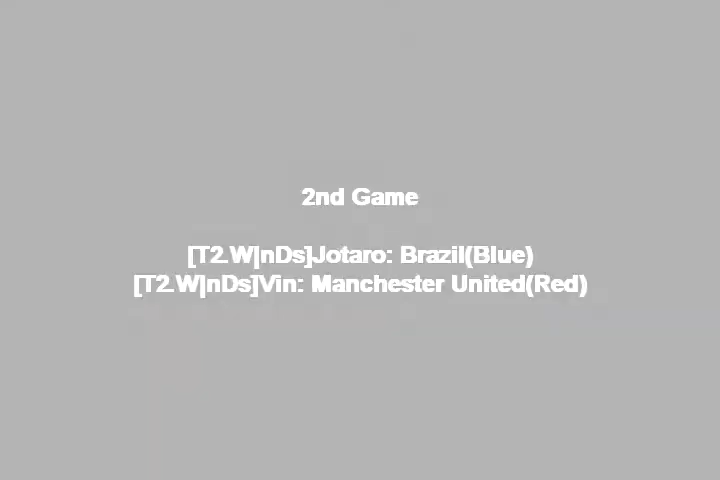 2nd Game
[T2.W|nDs]Jotaro: Brazil(Blue)
[T2.W|nDs]Vin: Manchester United(Red)